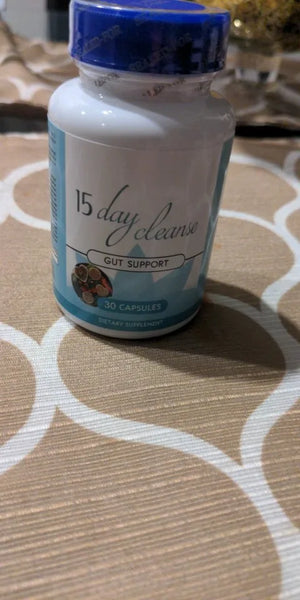 15 day cleanse
GUT SUPPORT
30 CAPSULES
DIETARY SUPPLEMENT